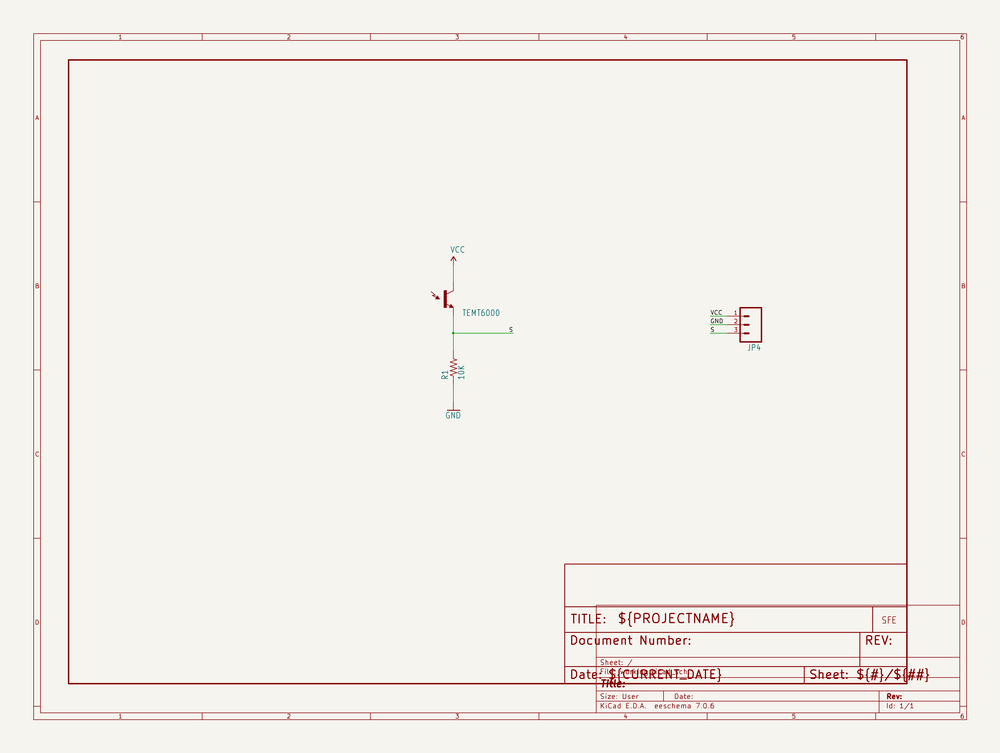 1 2 3 4 5 6
A A
VCC
B B
TEMT6000
S
VCC 1
GND 2
S 3
JP4
R1 10K
GND
C C
TITLE: ${PROJECTNAME} SFE
D D
Document Number: REV:
Sheet: /
Date: ${CURRENT_DATE} Sheet: ${#}/${##}
Title:
Size: User Date: Rev:
KiCad E.D.A. eeschema 7.0.6 Id: 1/1
1 2 3 4 5 6